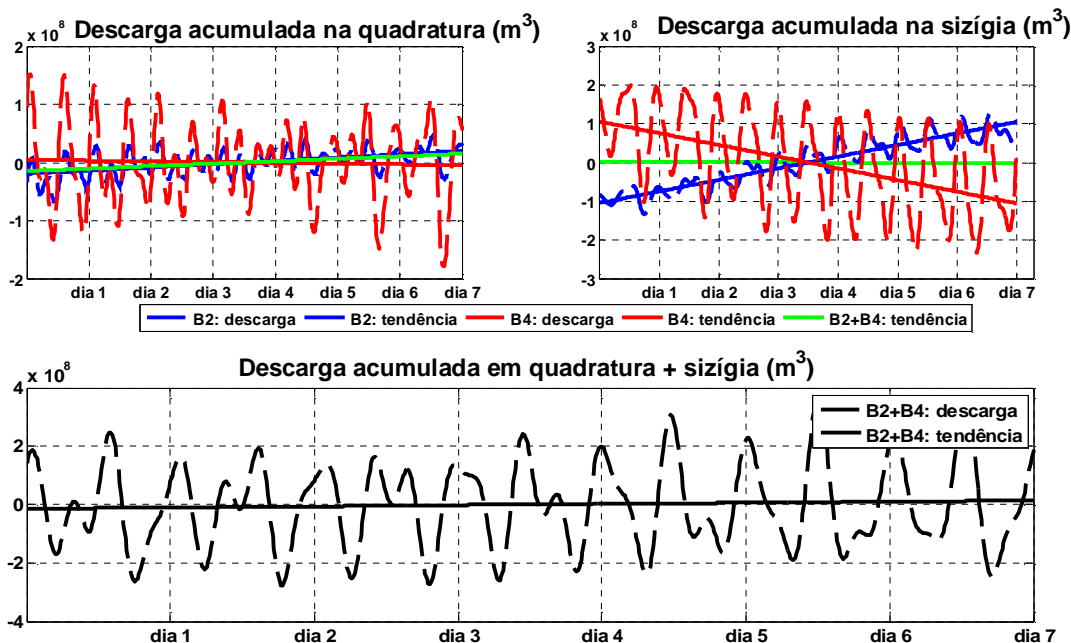 x 10^8 Descarga acumulada na quadratura (m^3)
2
1
0
-1
-2
dia 1 dia 2 dia 3 dia 4 dia 5 dia 6 dia 7
x 10^8 Descarga acumulada na sizígia (m^3)
3
2
1
0
-1
-2
-3
dia 1 dia 2 dia 3 dia 4 dia 5 dia 6 dia 7
B2: descarga B2: tendência B4: descarga B4: tendência B2+B4: tendência
x 10^8 Descarga acumulada em quadratura + sizígia (m^3)
4
2
0
-2
-4
dia 1 dia 2 dia 3 dia 4 dia 5 dia 6 dia 7
B2+B4: descarga
B2+B4: tendência